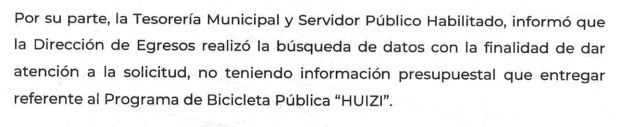 Por su parte, la Tesorería Municipal y Servidor Público Habilitado, informó que
la Dirección de Egresos realizó la búsqueda de datos con la finalidad de dar
atención a la solicitud, no teniendo información presupuestal que entregar
referente al Programa de Bicicleta Pública “HUIZI”.